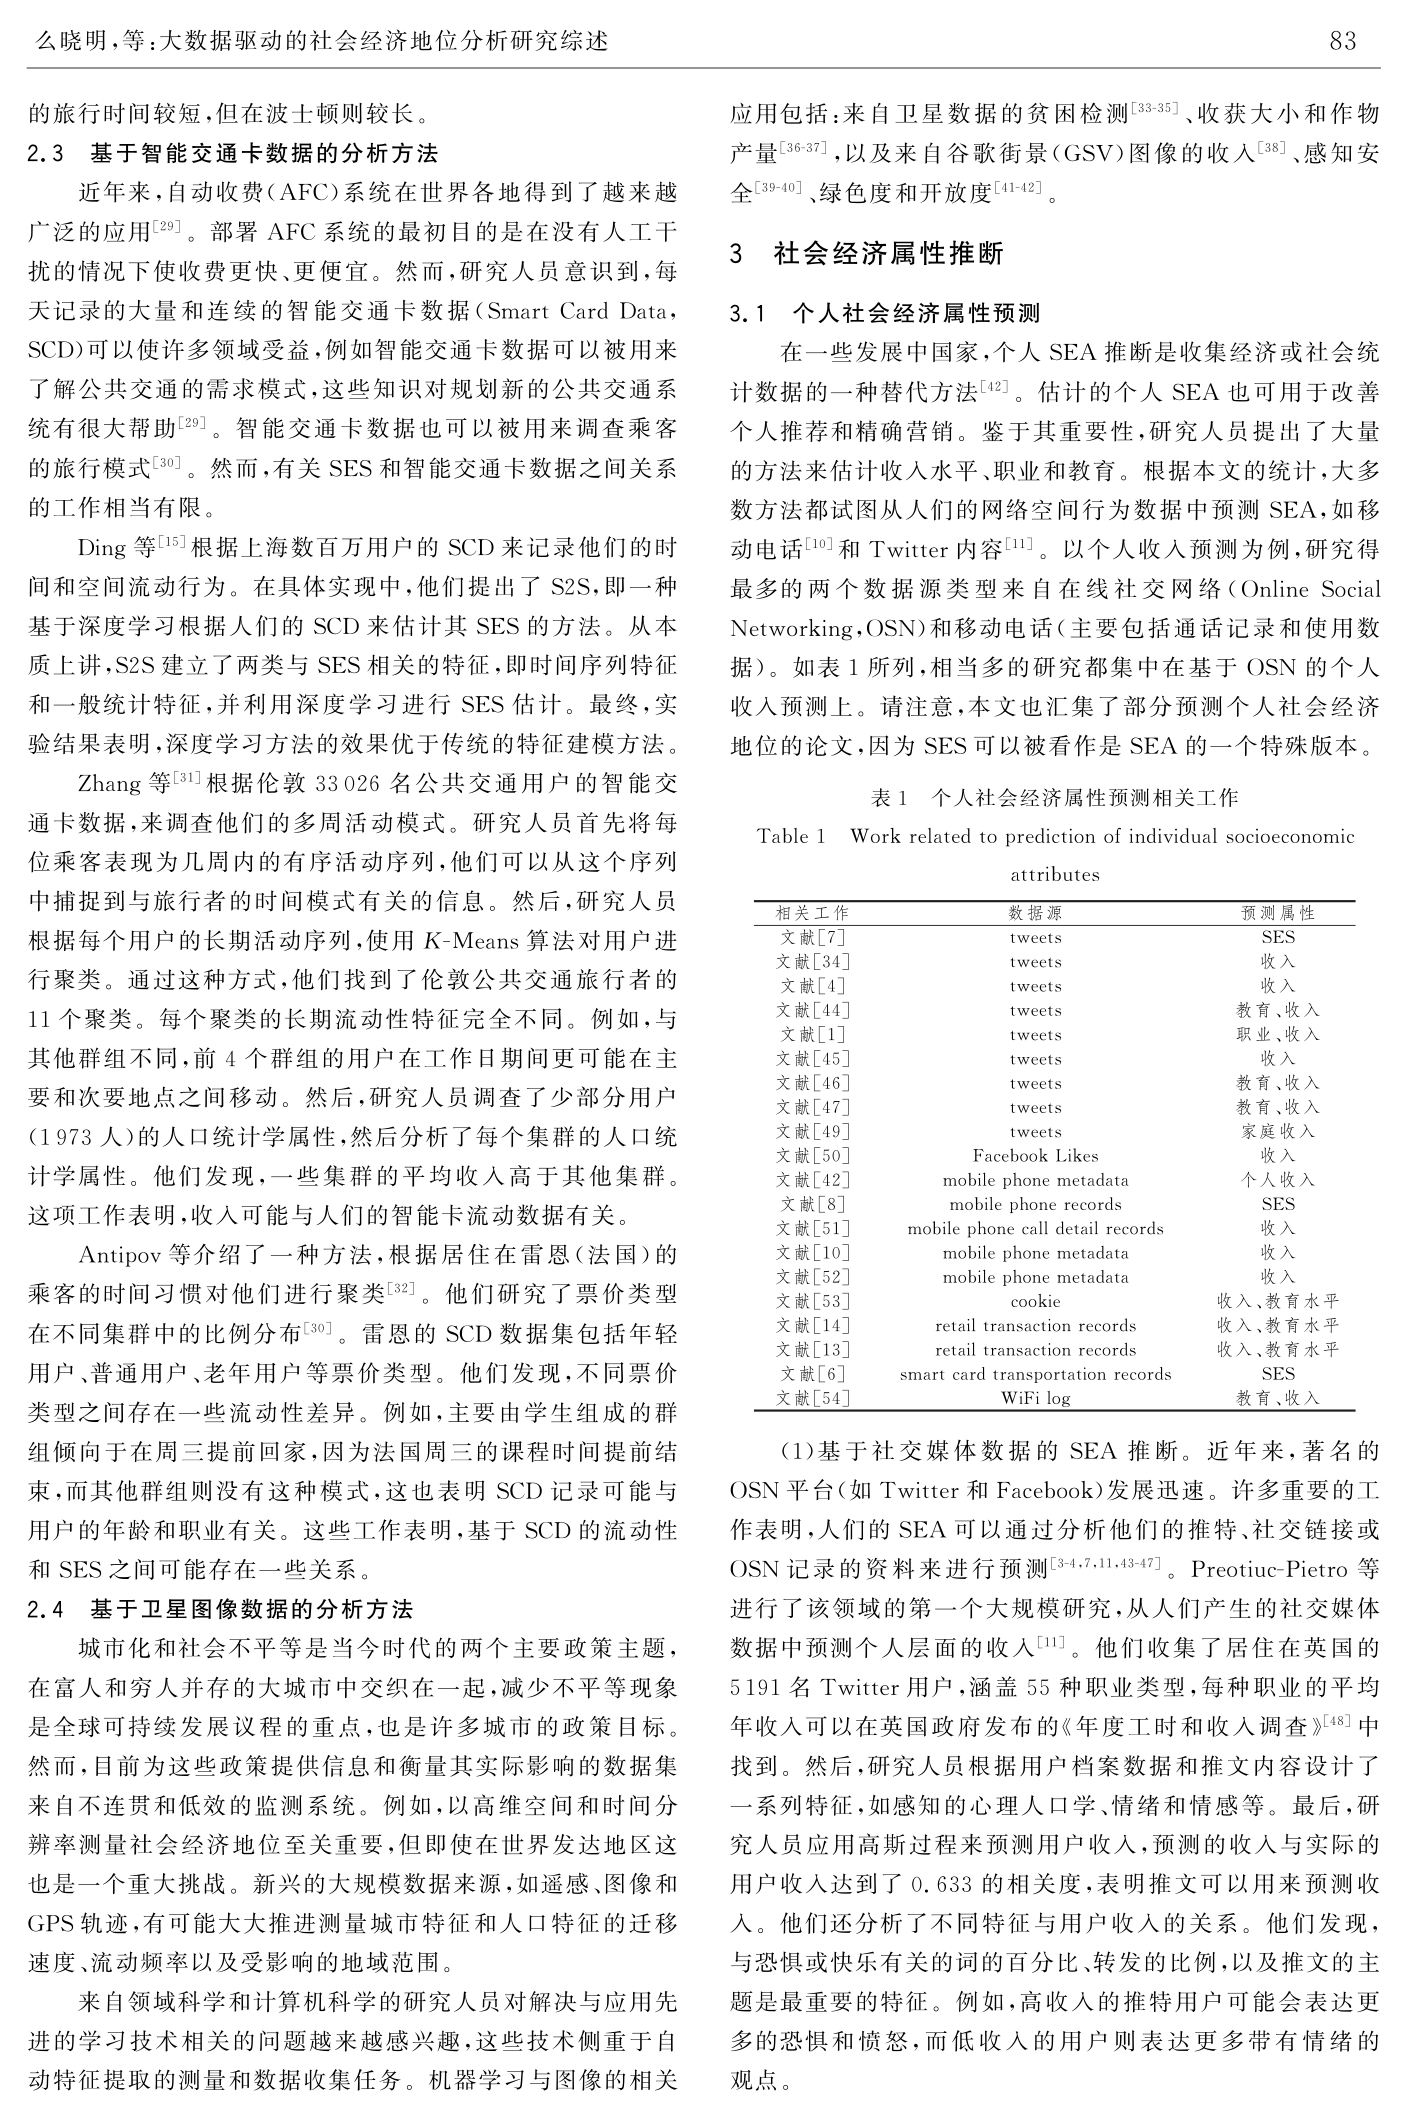 么晓明,等:大数据驱动的社会经济地位分析研究综述 83
的旅行时间较短,但在波士顿则较长。
2.3 基于智能交通卡数据的分析方法
近年来,自动收费(AFC)系统在世界各地得到了越来越
广泛的应用[29]。部署 AFC 系统的最初目的是在没有人工干
扰的情况下使收费更快、更便宜。然而,研究人员意识到,每
天记录的大量和连续的智能交通卡数据(Smart Card Data,
SCD)可以使许多领域受益,例如智能交通卡数据可以被用来
了解公共交通的需求模式,这些知识对规划新的公共交通系
统有很大帮助[29]。智能交通卡数据也可以被用来调查乘客
的旅行模式[30]。然而,有关 SES 和智能交通卡数据之间关系
的工作相当有限。
Ding 等[15]根据上海数百万用户的 SCD 来记录他们的时
间和空间流动行为。在具体实现中,他们提出了 S2S,即一种
基于深度学习根据人们的 SCD 来估计其 SES 的方法。从本
质上讲,S2S 建立了两类与 SES 相关的特征,即时间序列特征
和一般统计特征,并利用深度学习进行 SES 估计。最终,实
验结果表明,深度学习方法的效果优于传统的特征建模方法。
Zhang 等[31]根据伦敦 33 026 名公共交通用户的智能交
通卡数据,来调查他们的多周活动模式。研究人员首先将每
位乘客表现为几周内的有序活动序列,他们可以从这个序列
中捕捉到与旅行者的时间模式有关的信息。然后,研究人员
根据每个用户的长期活动序列,使用 K-Means 算法对用户进
行聚类。通过这种方式,他们找到了伦敦公共交通旅行者的
11 个聚类。每个聚类的长期流动性特征完全不同。例如,与
其他群组不同,前 4 个群组的用户在工作日期间更可能在主
要和次要地点之间移动。然后,研究人员调查了少部分用户
(1 973 人)的人口统计学属性,然后分析了每个集群的人口统
计学属性。他们发现,一些集群的平均收入高于其他集群。
这项工作表明,收入可能与人们的智能卡流动数据有关。
Antipov 等介绍了一种方法,根据居住在雷恩(法国)的
乘客的时间习惯对他们进行聚类[32]。他们研究了票价类型
在不同集群中的比例分布[30]。雷恩的 SCD 数据集包括年轻
用户、普通用户、老年用户等票价类型。他们发现,不同票价
类型之间存在一些流动性差异。例如,主要由学生组成的群
组倾向于在周三提前回家,因为法国周三的课程时间提前结
束,而其他群组则没有这种模式,这也表明 SCD 记录可能与
用户的年龄和职业有关。这些工作表明,基于 SCD 的流动性
和 SES 之间可能存在一些关系。
2.4 基于卫星图像数据的分析方法
城市化和社会不平等是当今时代的两个主要政策主题,
在富人和穷人并存的大城市中交织在一起,减少不平等现象
是全球可持续发展议程的重点,也是许多城市的政策目标。
然而,目前为这些政策提供信息和衡量其实际影响的数据集
来自不连贯和低效的监测系统。例如,以高维空间和时间分
辨率测量社会经济地位至关重要,但即使在世界发达地区这
也是一个重大挑战。新兴的大规模数据来源,如遥感、图像和
GPS 轨迹,有可能大大推进测量城市特征和人口特征的迁移
速度、流动频率以及受影响的地域范围。
来自领域科学和计算机科学的研究人员对解决与应用先
进的学习技术相关的问题越来越感兴趣,这些技术侧重于自
动特征提取的测量和数据收集任务。机器学习与图像的相关
应用包括:来自卫星数据的贫困检测[33-35]、收获大小和作物
产量[36-37],以及来自谷歌街景(GSV)图像的收入[38]、感知安
全[39-40]、绿色度和开放度[41-42]。
3 社会经济属性推断
3.1 个人社会经济属性预测
在一些发展中国家,个人 SEA 推断是收集经济或社会统
计数据的一种替代方法[42]。估计的个人 SEA 也可用于改善
个人推荐和精确营销。鉴于其重要性,研究人员提出了大量
的方法来估计收入水平、职业和教育。根据本文的统计,大多
数方法都试图从人们的网络空间行为数据中预测 SEA,如移
动电话[10]和 Twitter 内容[11]。以个人收入预测为例,研究得
最多的两个数据源类型来自在线社交网络(Online Social
Networking,OSN)和移动电话(主要包括通话记录和使用数
据)。如表 1 所列,相当多的研究都集中在基于 OSN 的个人
收入预测上。请注意,本文也汇集了部分预测个人社会经济
地位的论文,因为 SES 可以被看作是 SEA 的一个特殊版本。
表 1 个人社会经济属性预测相关工作
Table 1 Work related to prediction of individual socioeconomic
attributes
相关工作 数据源 预测属性
文献[7] tweets SES
文献[34] tweets 收入
文献[4] tweets 收入
文献[44] tweets 教育、收入
文献[1] tweets 职业、收入
文献[45] tweets 收入
文献[46] tweets 教育、收入
文献[47] tweets 教育、收入
文献[49] tweets 家庭收入
文献[50] Facebook Likes 收入
文献[42] mobile phone metadata 个人收入
文献[8] mobile phone records SES
文献[51] mobile phone call detail records 收入
文献[10] mobile phone metadata 收入
文献[52] mobile phone metadata 收入
文献[53] cookie 收入、教育水平
文献[14] retail transaction records 收入、教育水平
文献[13] retail transaction records 收入、教育水平
文献[6] smart card transportation records SES
文献[54] WiFi log 教育、收入
(1)基于社交媒体数据的 SEA 推断。近年来,著名的
OSN 平台(如 Twitter 和 Facebook)发展迅速。许多重要的工
作表明,人们的 SEA 可以通过分析他们的推特、社交链接或
OSN 记录的资料来进行预测[3-4,7,11,43-47]。Preotiuc-Pietro 等
进行了该领域的第一个大规模研究,从人们产生的社交媒体
数据中预测个人层面的收入[11]。他们收集了居住在英国的
5 191 名 Twitter 用户,涵盖 55 种职业类型,每种职业的平均
年收入可以在英国政府发布的《年度工时和收入调查》[48]中
找到。然后,研究人员根据用户档案数据和推文内容设计了
一系列特征,如感知的心理人口学、情绪和情感等。最后,研
究人员应用高斯过程来预测用户收入,预测的收入与实际的
用户收入达到了 0.633 的相关度,表明推文可以用来预测收
入。他们还分析了不同特征与用户收入的关系。他们发现,
与恐惧或快乐有关的词的百分比、转发的比例,以及推文的主
题是最重要的特征。例如,高收入的推特用户可能会表达更
多的恐惧和愤怒,而低收入的用户则表达更多带有情绪的
观点。